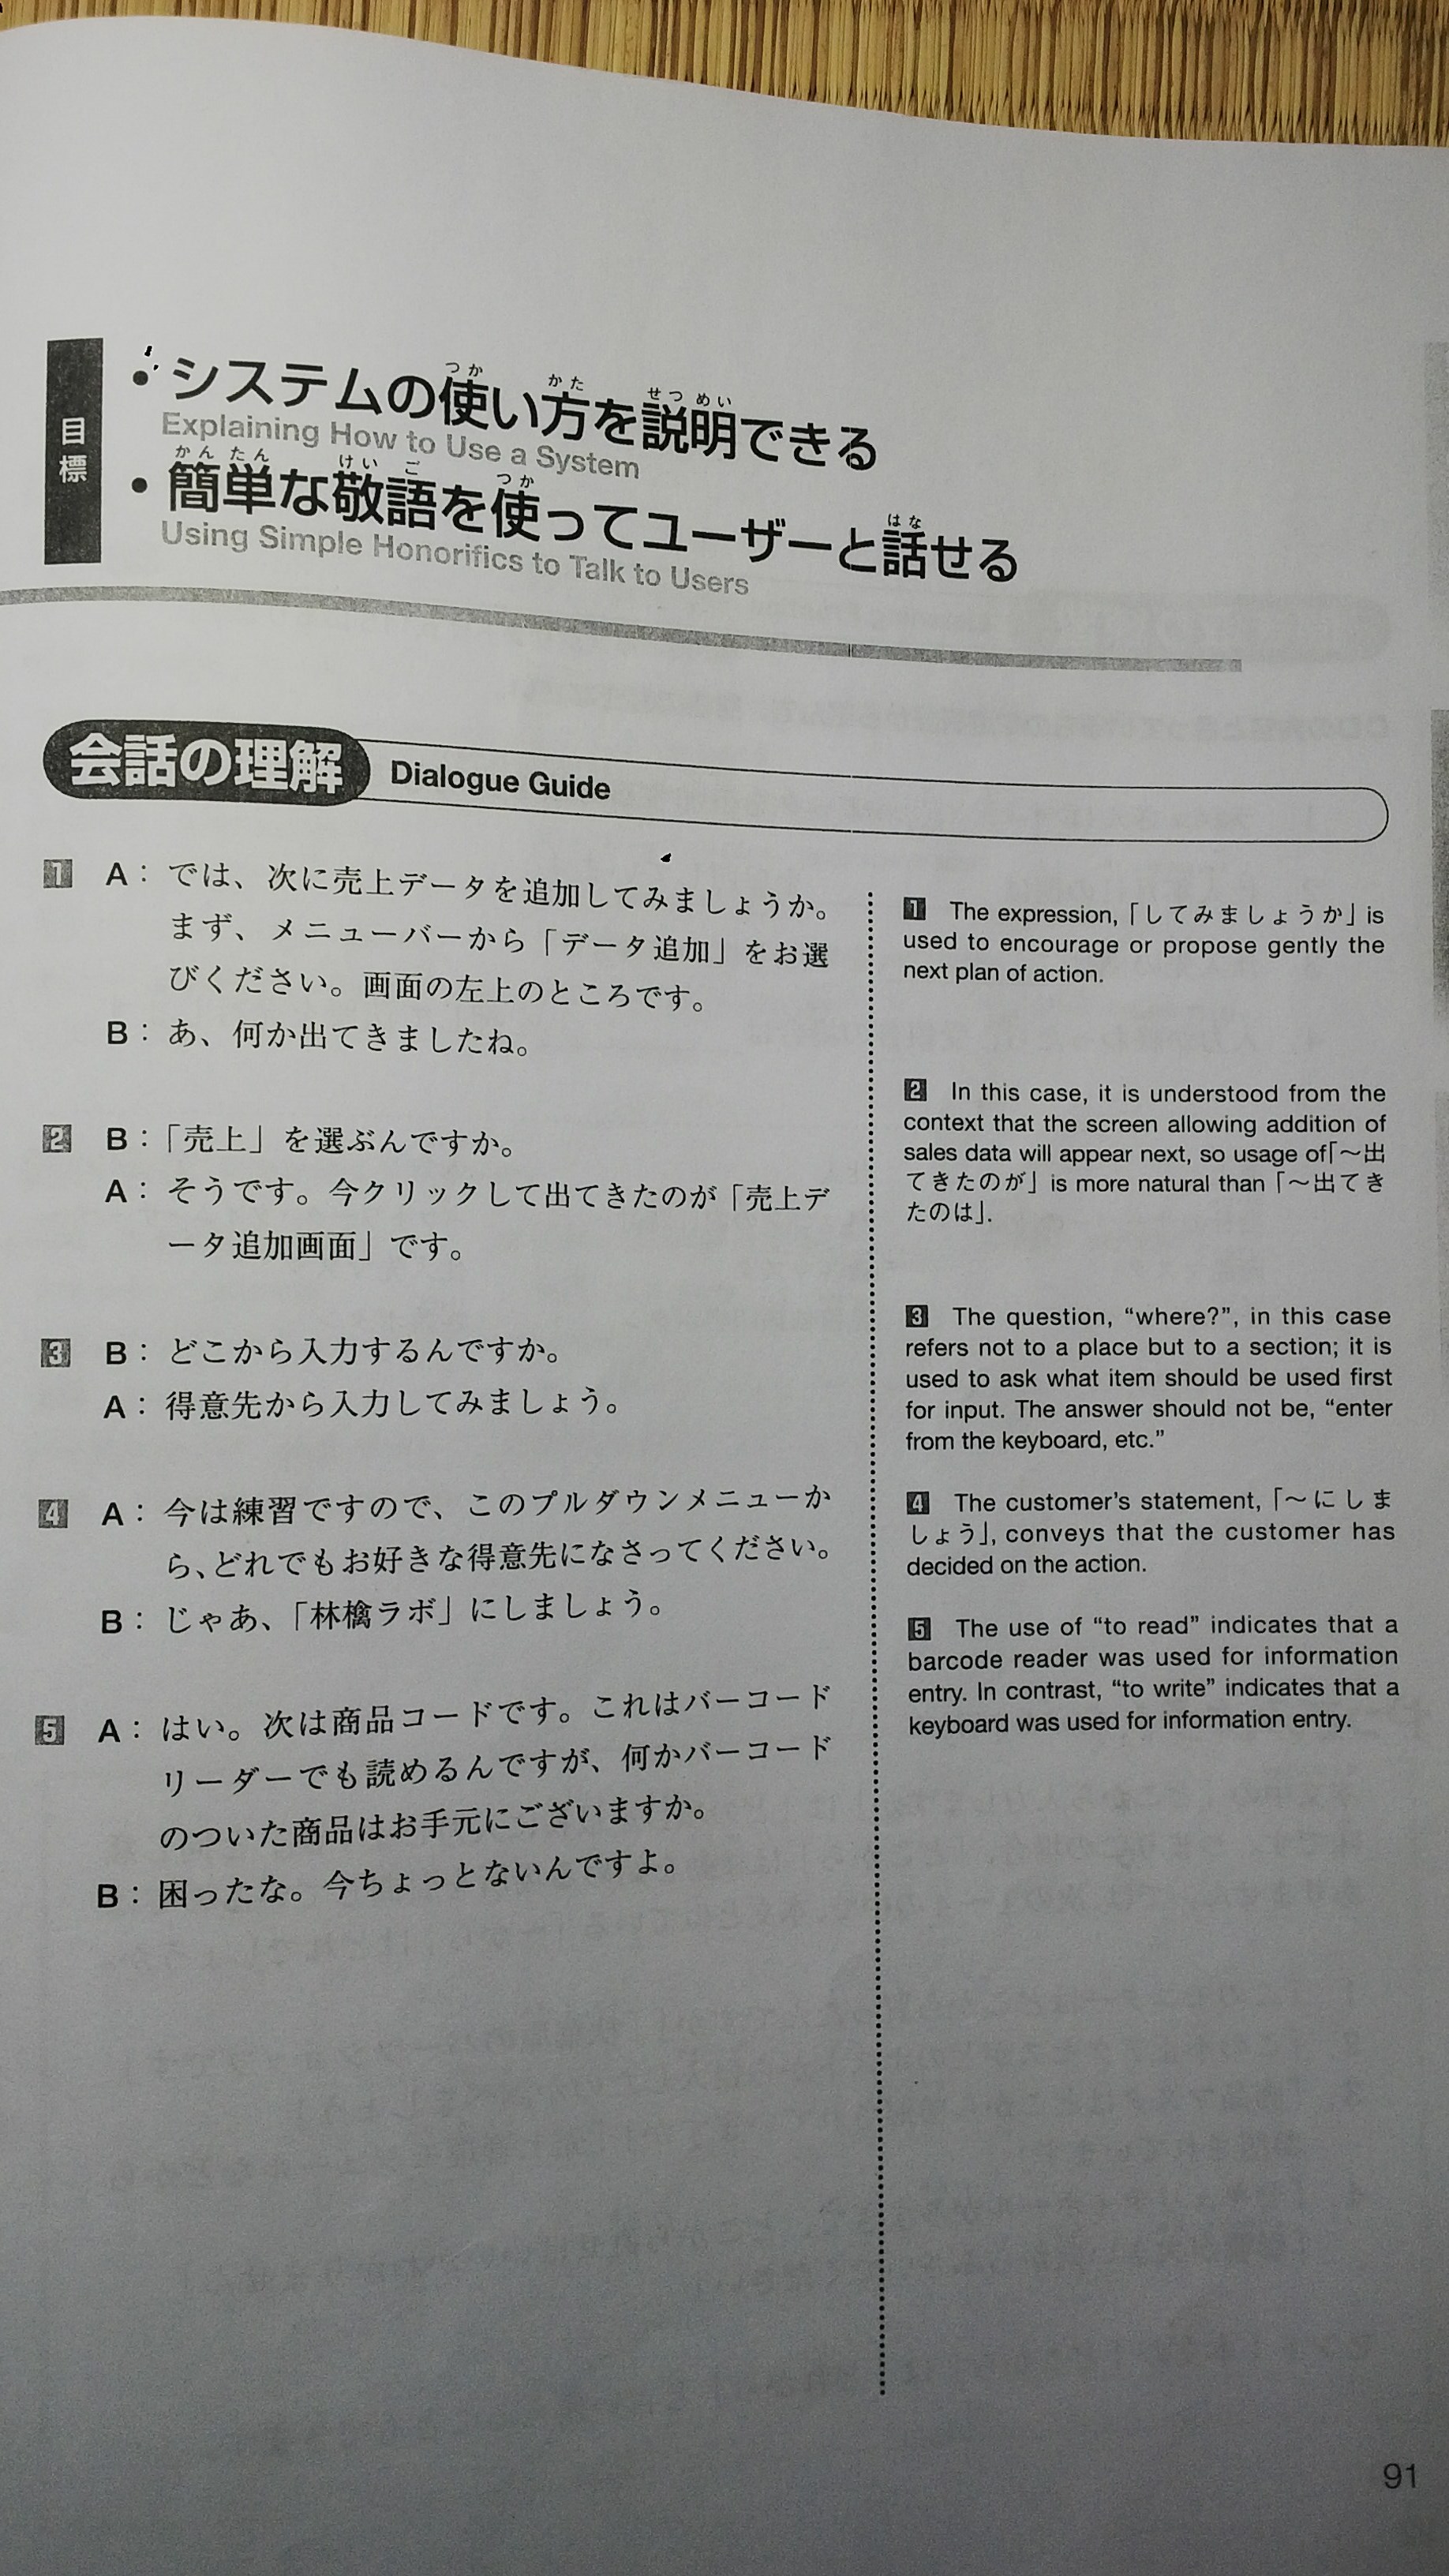 目標
• システムの使い方を説明できる
つか かた せつめい
Explaining How to Use a System
• 簡単な敬語を使ってユーザーと話せる
かんたん けいご つか はな
Using Simple Honorifics to Talk to Users
会話の理解 Dialogue Guide
1 A：では、次に売上データを追加してみましょうか。
まず、メニューバーから「データ追加」をお選
びください。画面の左上のところです。
B：あ、何か出てきましたね。
2 B：「売上」を選ぶんですか。
A：そうです。今クリックして出てきたのが「売上デ
ータ追加画面」です。
3 B：どこから入力するんですか。
A：得意先から入力してみましょう。
4 A：今は練習ですので、このプルダウンメニューか
ら、どれでもお好きな得意先になさってください。
B：じゃあ、「林檎ラボ」にしましょう。
5 A：はい。次は商品コードです。これはバーコード
リーダーでも読めるんですが、何かバーコード
のついた商品はお手元にございますか。
B：困ったな。今ちょっとないんですよ。
1 The expression, 「してみましょうか」 is
used to encourage or propose gently the
next plan of action.
2 In this case, it is understood from the
context that the screen allowing addition of
sales data will appear next, so usage of「〜出
てきたのが」 is more natural than 「〜出てき
たのは」.
3 The question, “where?”, in this case
refers not to a place but to a section; it is
used to ask what item should be used first
for input. The answer should not be, “enter
from the keyboard, etc.”
4 The customer’s statement, 「〜にしま
しょう」, conveys that the customer has
decided on the action.
5 The use of “to read” indicates that a
barcode reader was used for information
entry. In contrast, “to write” indicates that a
keyboard was used for information entry.
91